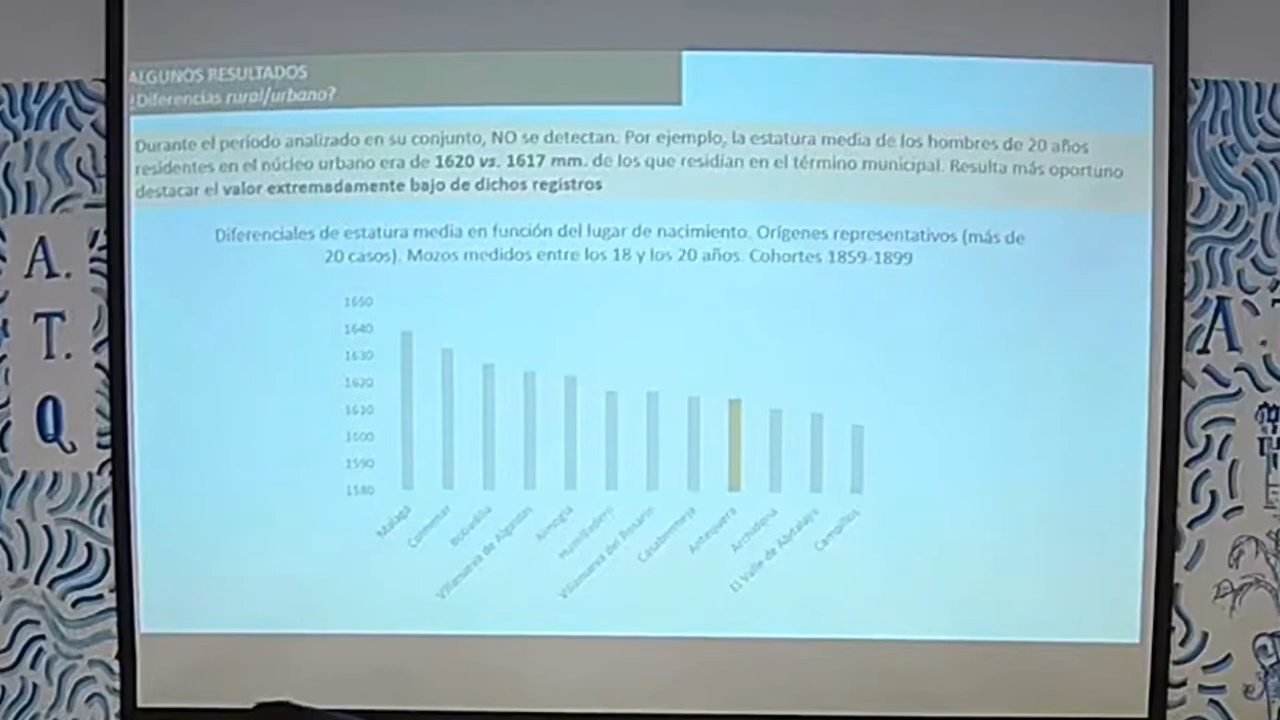 ALGUNOS RESULTADOS
¿Diferencias rural/urbano?
Durante el período analizado en su conjunto, NO se detectan. Por ejemplo, la estatura media de los hombres de 20 años
residentes en el núcleo urbano era de 1620 vs. 1617 mm. de los que residían en el término municipal. Resulta más oportuno
destacar el valor extremadamente bajo de dichos registros
Diferenciales de estatura media en función del lugar de nacimiento. Orígenes representativos (más de
20 casos). Mozos medidos entre los 18 y los 20 años. Cohortes 1859-1899
1650
1640
1630
1620
1610
1600
1590
1580
Málaga
Colmenar
Bobadilla
Villanueva de Algaidas
Almogía
Humilladero
Villanueva del Rosario
Casabermeja
Antequera
Archidona
El Valle de Abdalajís
Campillos
A.
T.
Q
A.